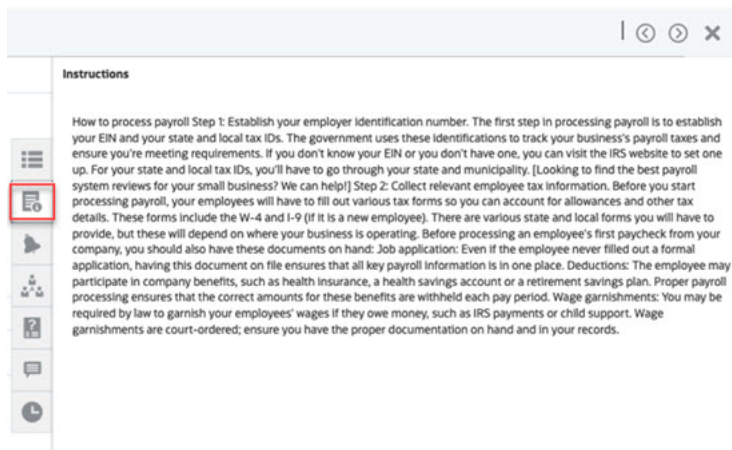 Instructions
How to process payroll Step 1: Establish your employer identification number. The first step in processing payroll is to establish
your EIN and your state and local tax IDs. The government uses these identifications to track your business's payroll taxes and
ensure you're meeting requirements. If you don't know your EIN or you don't have one, you can visit the IRS website to set one
up. For your state and local tax IDs, you'll have to go through your state and municipality. [Looking to find the best payroll
system reviews for your small business? We can help!] Step 2: Collect relevant employee tax information. Before you start
processing payroll, your employees will have to fill out various tax forms so you can account for allowances and other tax
details. These forms include the W-4 and I-9 (if it is a new employee). There are various state and local forms you will have to
provide, but these will depend on where your business is operating. Before processing an employee's first paycheck from your
company, you should also have these documents on hand: Job application: Even if the employee never filled out a formal
application, having this document on file ensures that all key payroll information is in one place. Deductions: The employee may
participate in company benefits, such as health insurance, a health savings account or a retirement savings plan. Proper payroll
processing ensures that the correct amounts for these benefits are withheld each pay period. Wage garnishments: You may be
required by law to garnish your employees' wages if they owe money, such as IRS payments or child support. Wage
garnishments are court-ordered; ensure you have the proper documentation on hand and in your records.